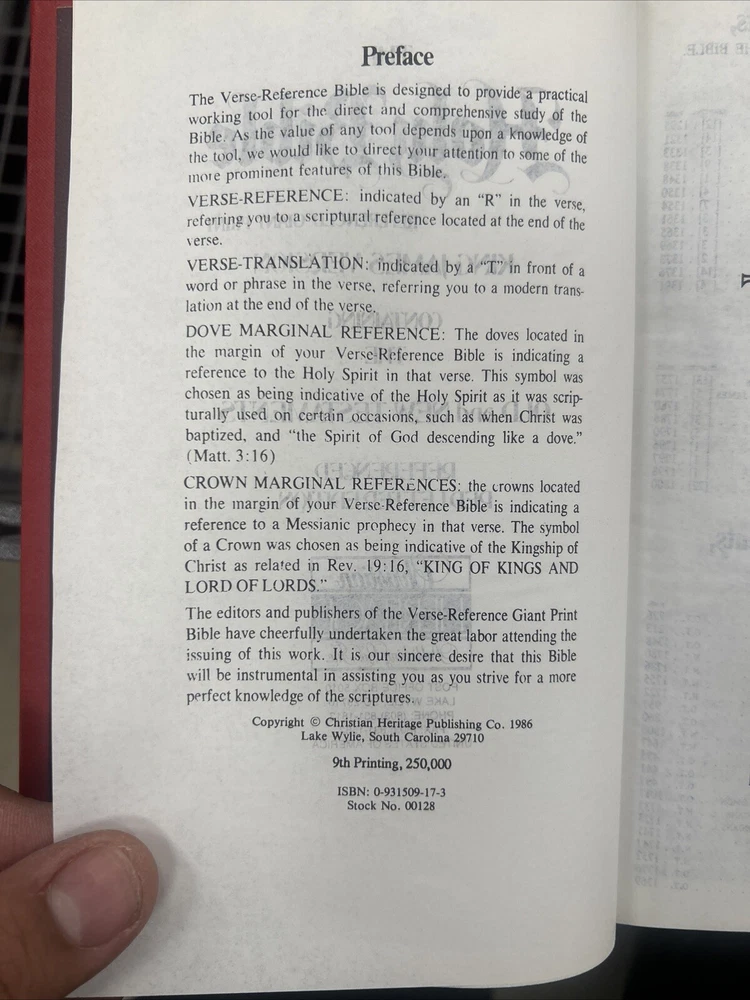 Preface
The Verse-Reference Bible is designed to provide a practical
working tool for the direct and comprehensive study of the
Bible. As the value of any tool depends upon a knowledge of
the tool, we would like to direct your attention to some of the
more prominent features of this Bible.
VERSE-REFERENCE: indicated by an “R” in the verse,
referring you to a scriptural reference located at the end of the
verse.
VERSE-TRANSLATION: indicated by a “T” in front of a
word or phrase in the verse, referring you to a modern trans-
lation at the end of the verse.
DOVE MARGINAL REFERENCE: The doves located in
the margin of your Verse-Reference Bible is indicating a
reference to the Holy Spirit in that verse. This symbol was
chosen as being indicative of the Holy Spirit as it was scrip-
turally used on certain occasions, such as when Christ was
baptized, and “the Spirit of God descending like a dove.”
(Matt. 3:16)
CROWN MARGINAL REFERENCES: the crowns located
in the margin of your Verse-Reference Bible is indicating a
reference to a Messianic prophecy in that verse. The symbol
of a Crown was chosen as being indicative of the Kingship of
Christ as related in Rev. 19:16, “KING OF KINGS AND
LORD OF LORDS.”
The editors and publishers of the Verse-Reference Giant Print
Bible have cheerfully undertaken the great labor attending the
issuing of this work. It is our sincere desire that this Bible
will be instrumental in assisting you as you strive for a more
perfect knowledge of the scriptures.
Copyright © Christian Heritage Publishing Co. 1986
Lake Wylie, South Carolina 29710
9th Printing, 250,000
ISBN: 0-931509-17-3
Stock No. 00128